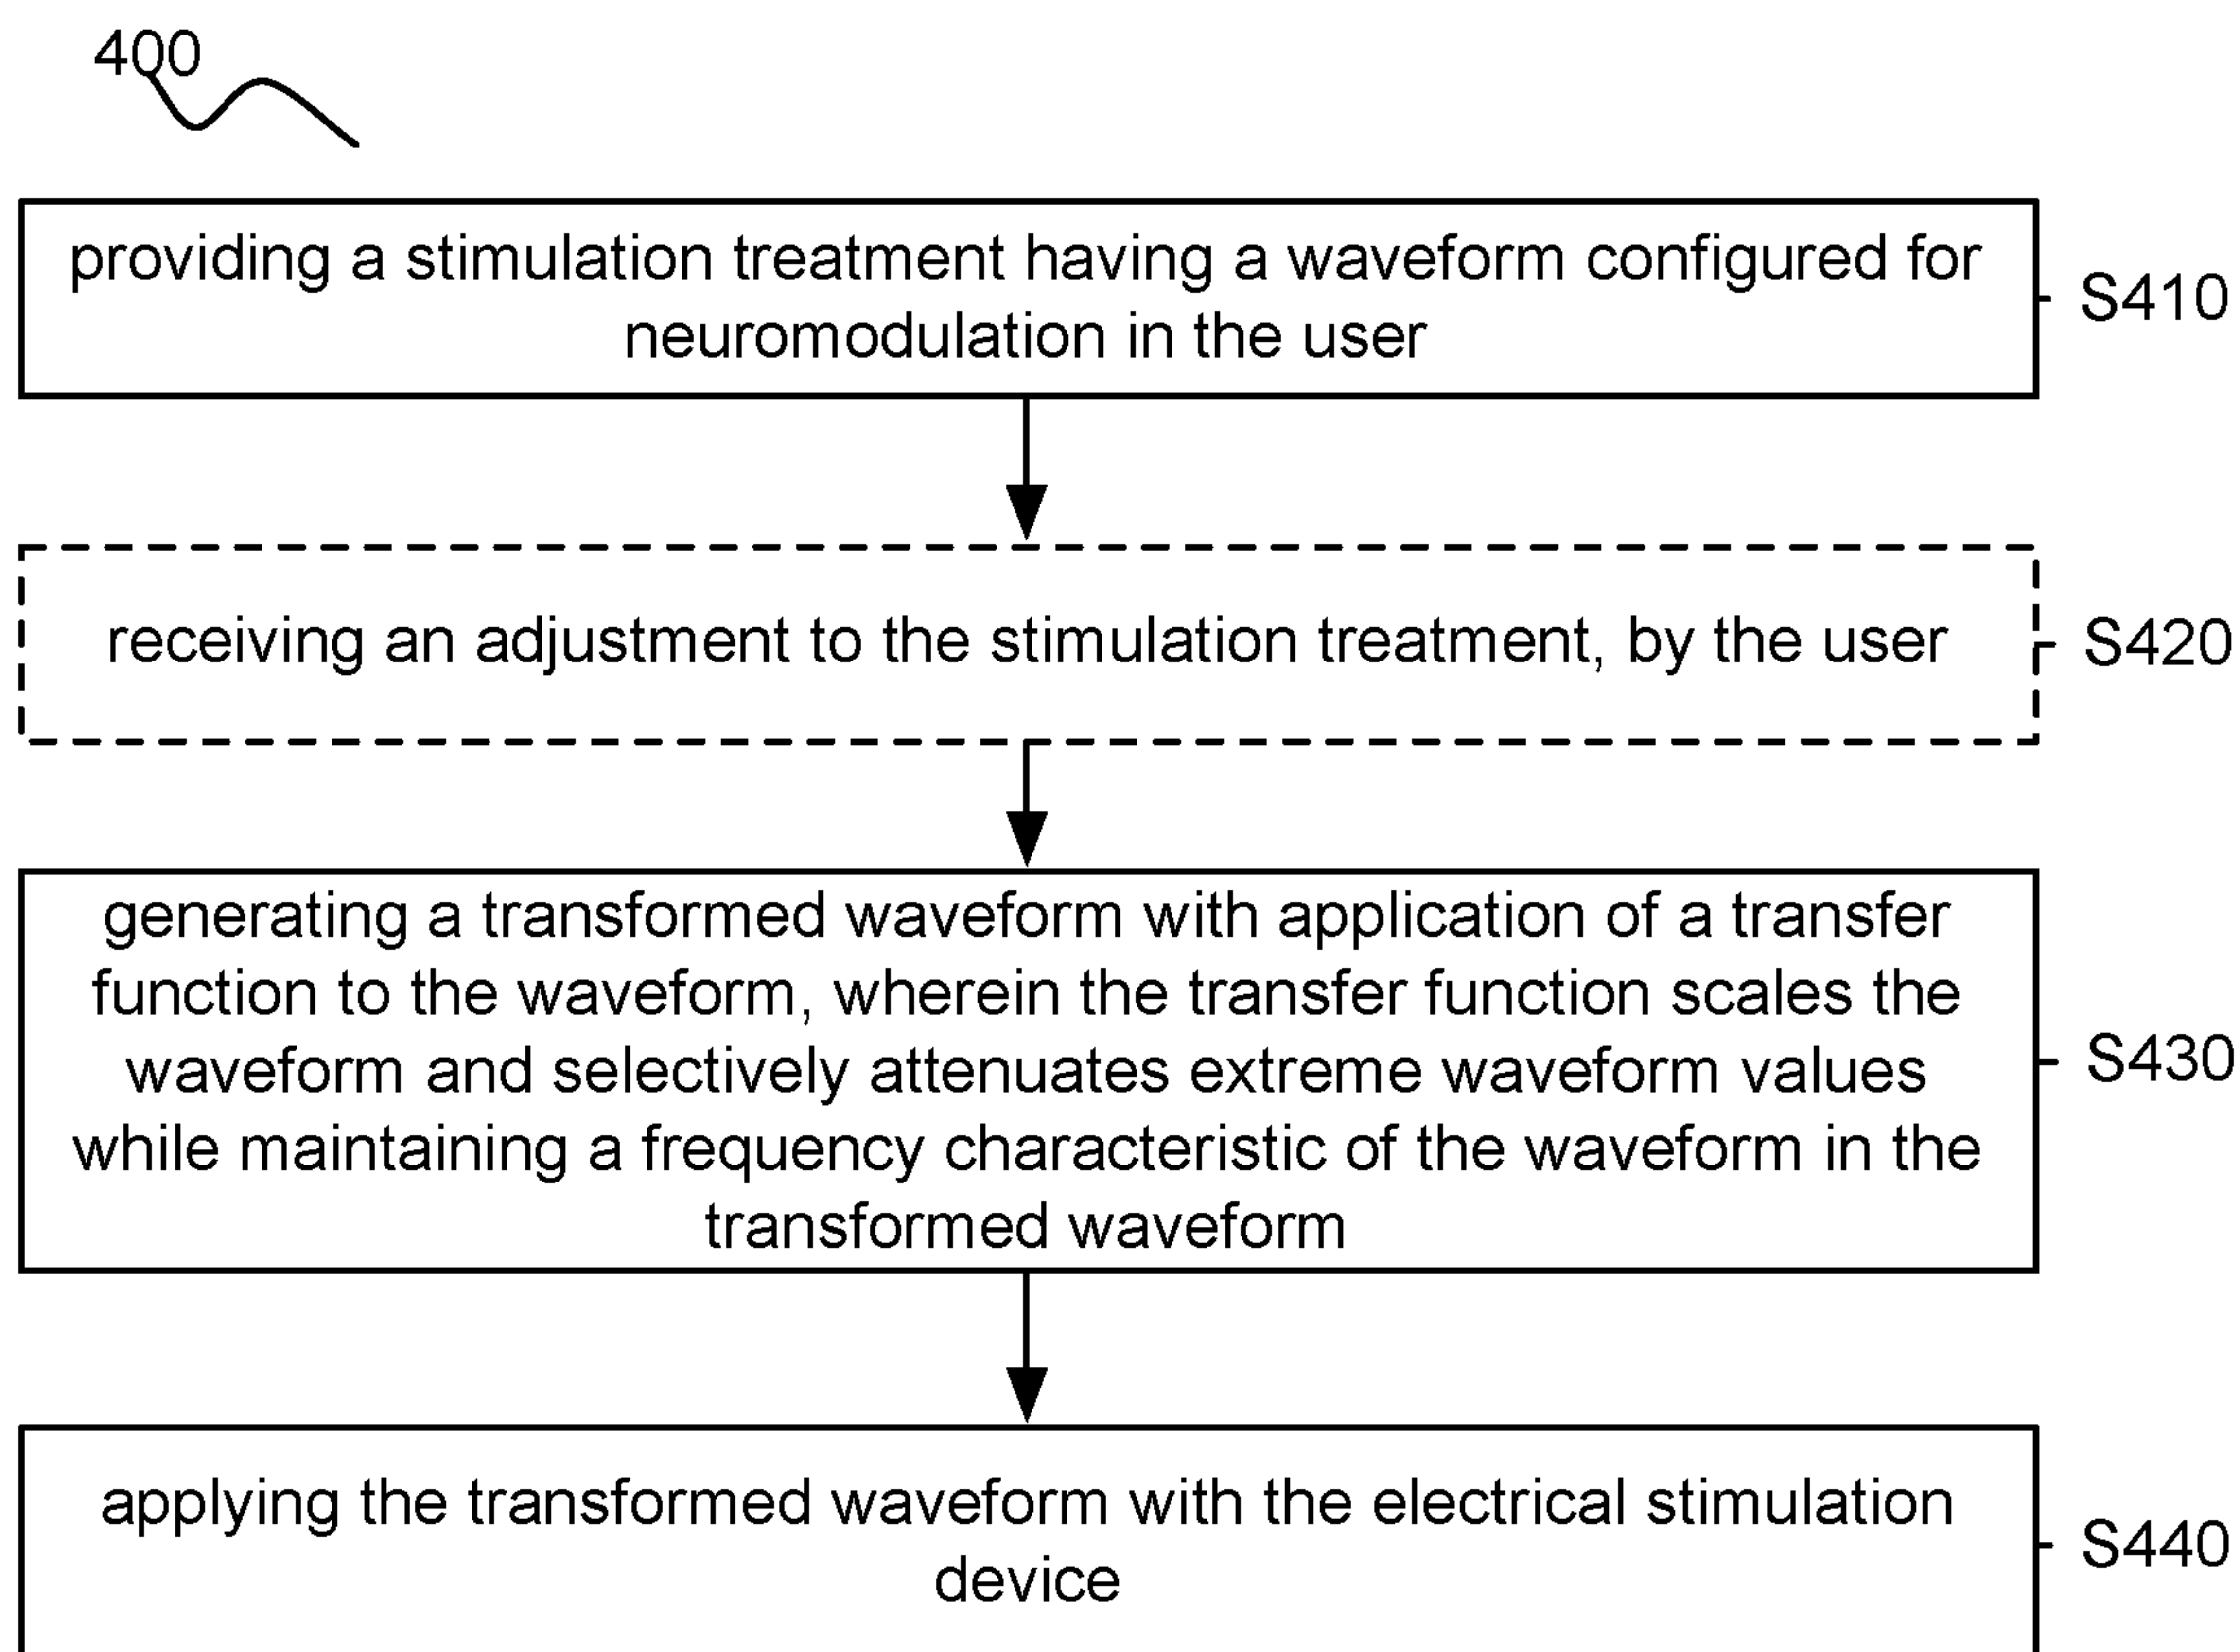 400
providing a stimulation treatment having a waveform configured for
neuromodulation in the user
S410
receiving an adjustment to the stimulation treatment, by the user
S420
generating a transformed waveform with application of a transfer
function to the waveform, wherein the transfer function scales the
waveform and selectively attenuates extreme waveform values
while maintaining a frequency characteristic of the waveform in the
transformed waveform
S430
applying the transformed waveform with the electrical stimulation
device
S440